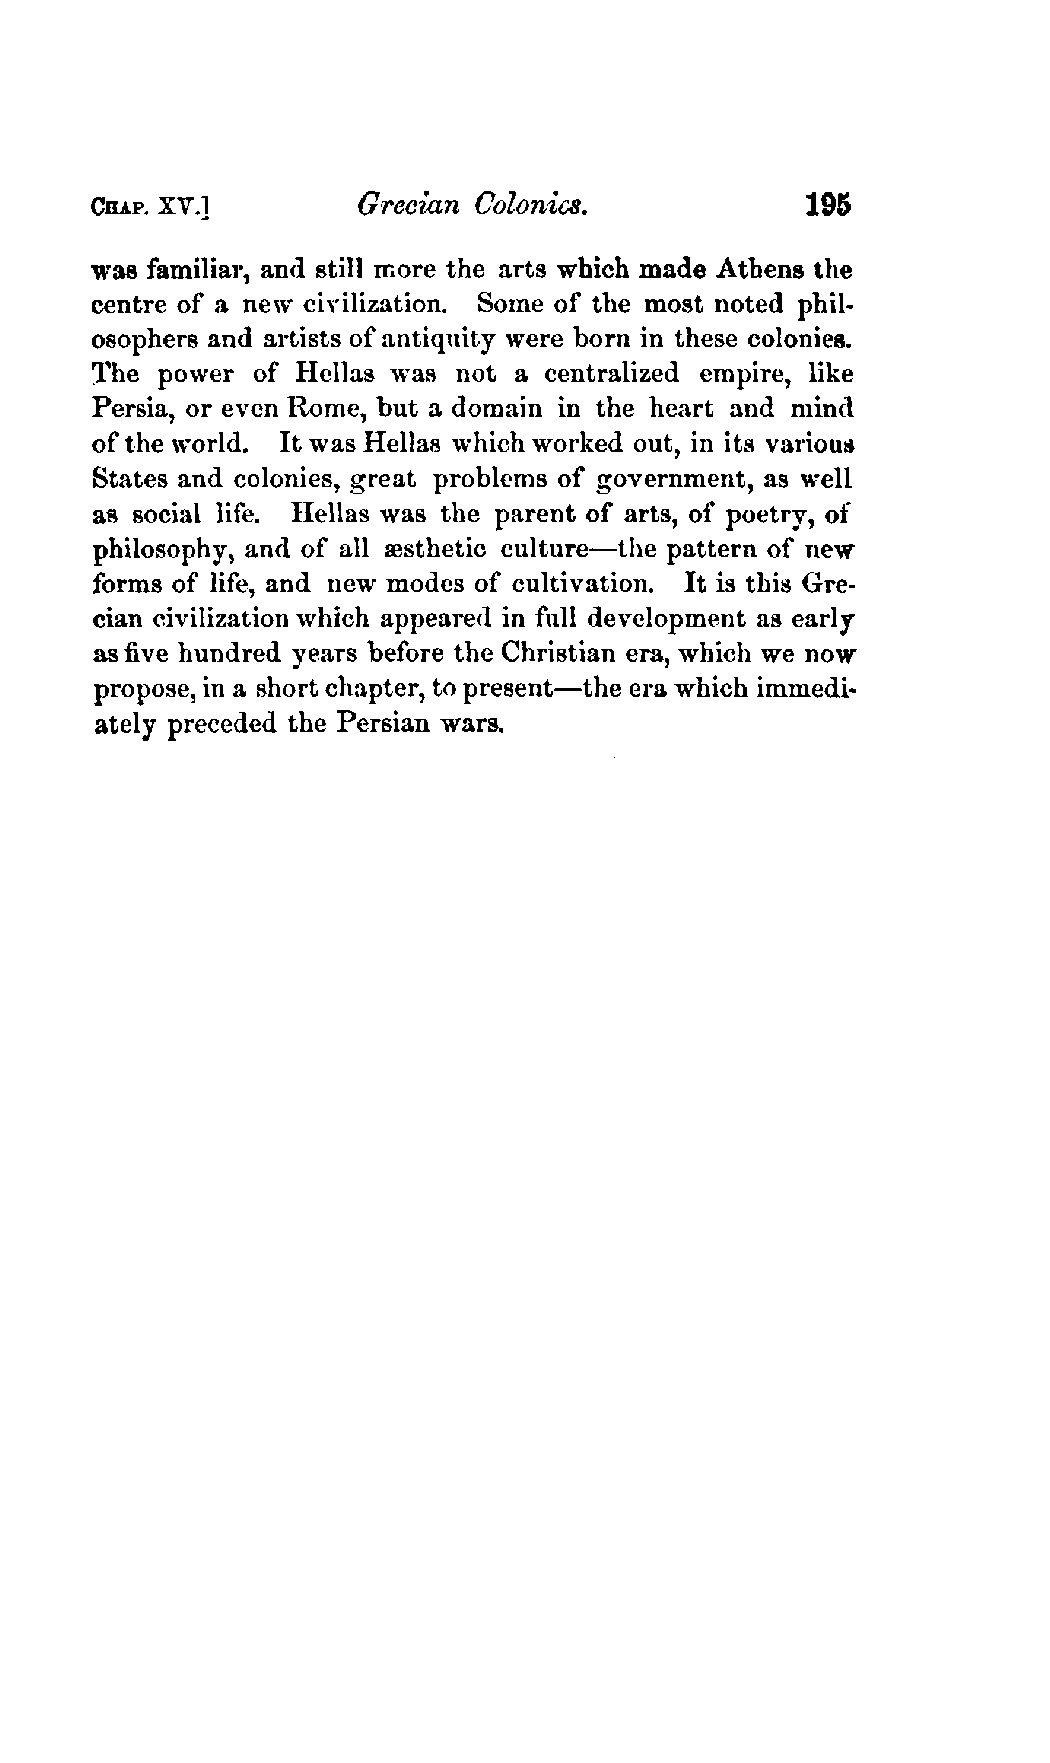 CHAP. XV.] Grecian Colonies. 195
was familiar, and still more the arts which made Athens the
centre of a new civilization. Some of the most noted phil-
osophers and artists of antiquity were born in these colonies.
The power of Hellas was not a centralized empire, like
Persia, or even Rome, but a domain in the heart and mind
of the world. It was Hellas which worked out, in its various
States and colonies, great problems of government, as well
as social life. Hellas was the parent of arts, of poetry, of
philosophy, and of all æsthetic culture—the pattern of new
forms of life, and new modes of cultivation. It is this Gre-
cian civilization which appeared in full development as early
as five hundred years before the Christian era, which we now
propose, in a short chapter, to present—the era which immedi-
ately preceded the Persian wars.